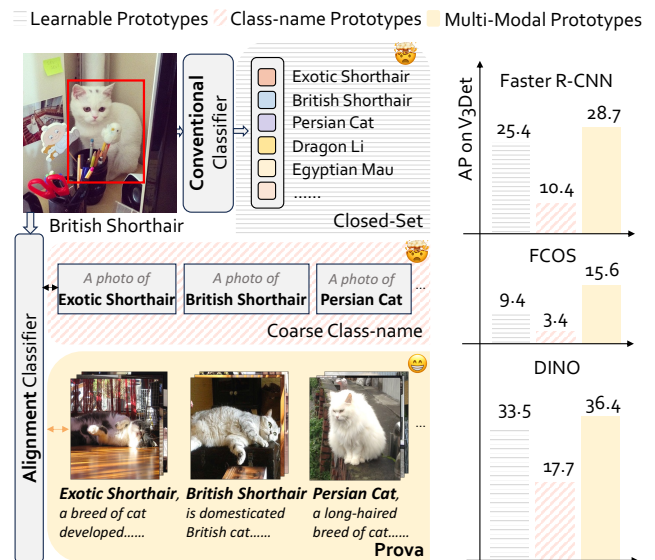 Learnable Prototypes Class-name Prototypes Multi-Modal Prototypes
Conventional Classifier
Exotic Shorthair
British Shorthair
Persian Cat
Dragon Li
Egyptian Mau
......
Closed-Set
British Shorthair
Alignment Classifier
A photo of
Exotic Shorthair
A photo of
British Shorthair
A photo of
Persian Cat
...
Coarse Class-name
...
Exotic Shorthair,
a breed of cat
developed......
British Shorthair
is domesticated
British cat......
Persian Cat,
a long-haired
breed of cat......
Prova
AP on V3Det
Faster R-CNN
25.4
10.4
28.7
FCOS
9.4
3.4
15.6
DINO
33.5
17.7
36.4